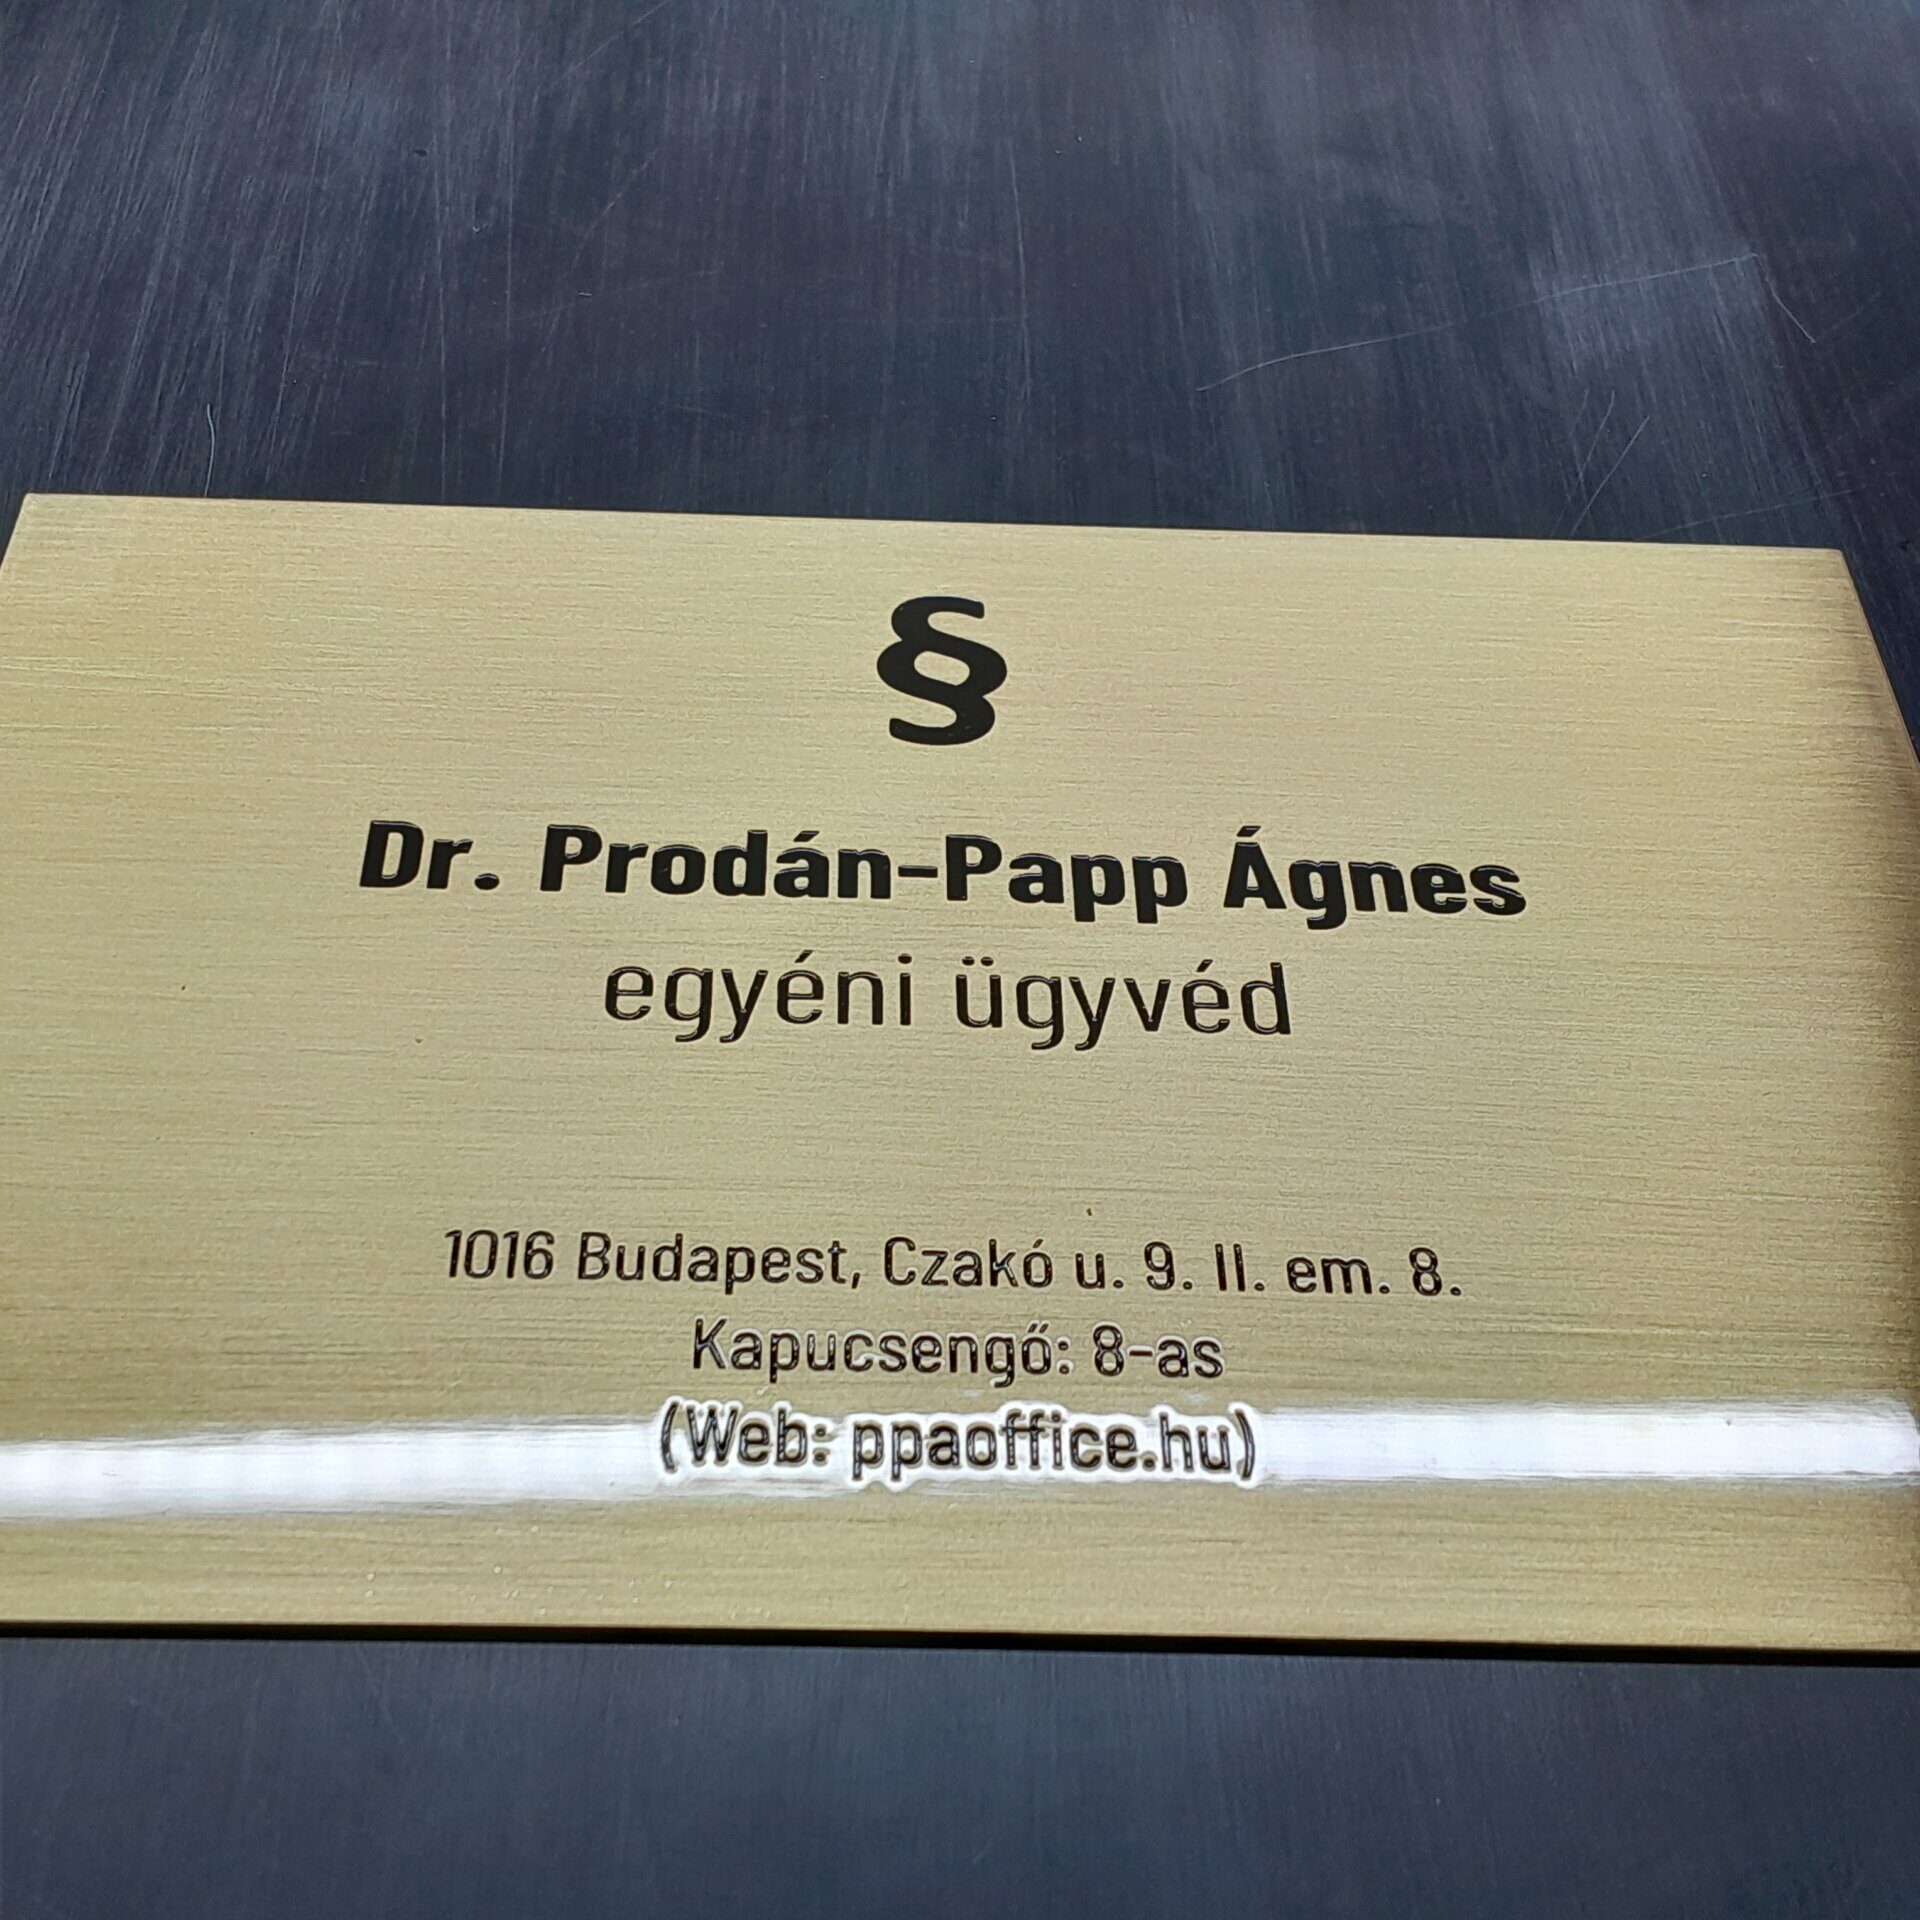 §
Dr. Prodán-Papp Ágnes
egyéni ügyvéd
1016 Budapest, Czakó u. 9. II. em. 8.
Kapucsengő: 8-as
(Web: ppaoffice.hu)